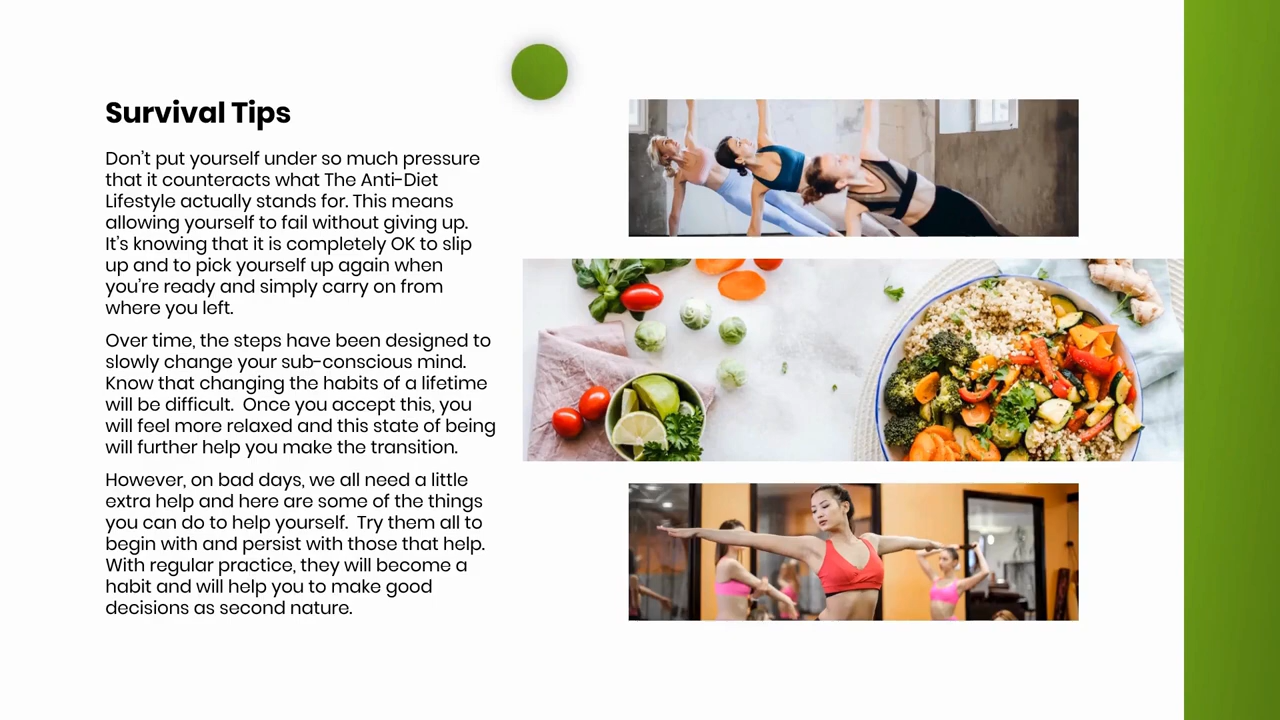 Survival Tips
Don't put yourself under so much pressure
that it counteracts what The Anti-Diet
Lifestyle actually stands for. This means
allowing yourself to fail without giving up.
It's knowing that it is completely OK to slip
up and to pick yourself up again when
you're ready and simply carry on from
where you left.
Over time, the steps have been designed to
slowly change your sub-conscious mind.
Know that changing the habits of a lifetime
will be difficult.  Once you accept this, you
will feel more relaxed and this state of being
will further help you make the transition.
However, on bad days, we all need a little
extra help and here are some of the things
you can do to help yourself.  Try them all to
begin with and persist with those that help.
With regular practice, they will become a
habit and will help you to make good
decisions as second nature.